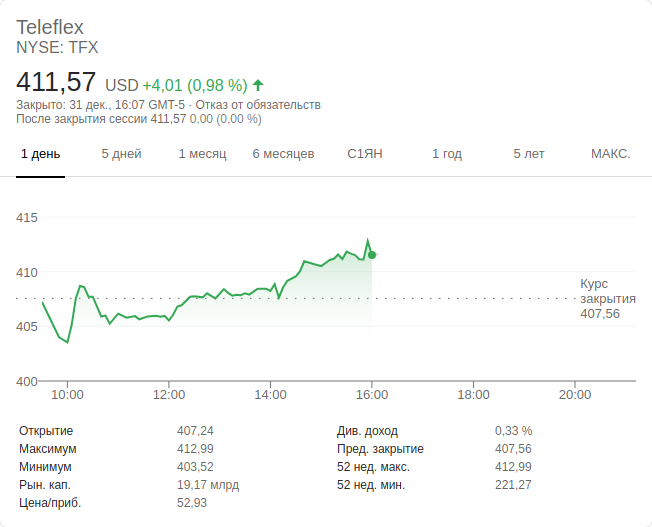 Teleflex
NYSE: TFX
411,57 USD +4,01 (0,98 %)
Закрыто: 31 дек., 16:07 GMT-5 · Отказ от обязательств
После закрытия сессии 411,57 0,00 (0,00 %)
1 день 5 дней 1 месяц 6 месяцев С1ЯН 1 год 5 лет МАКС.
415
410
Курс
закрытия
407,56
405
400
10:00 12:00 14:00 16:00 18:00 20:00
Открытие 407,24 Див. доход 0,33 %
Максимум 412,99 Пред. закрытие 407,56
Минимум 403,52 52 нед. макс. 412,99
Рын. кап. 19,17 млрд 52 нед. мин. 221,27
Цена/приб. 52,93